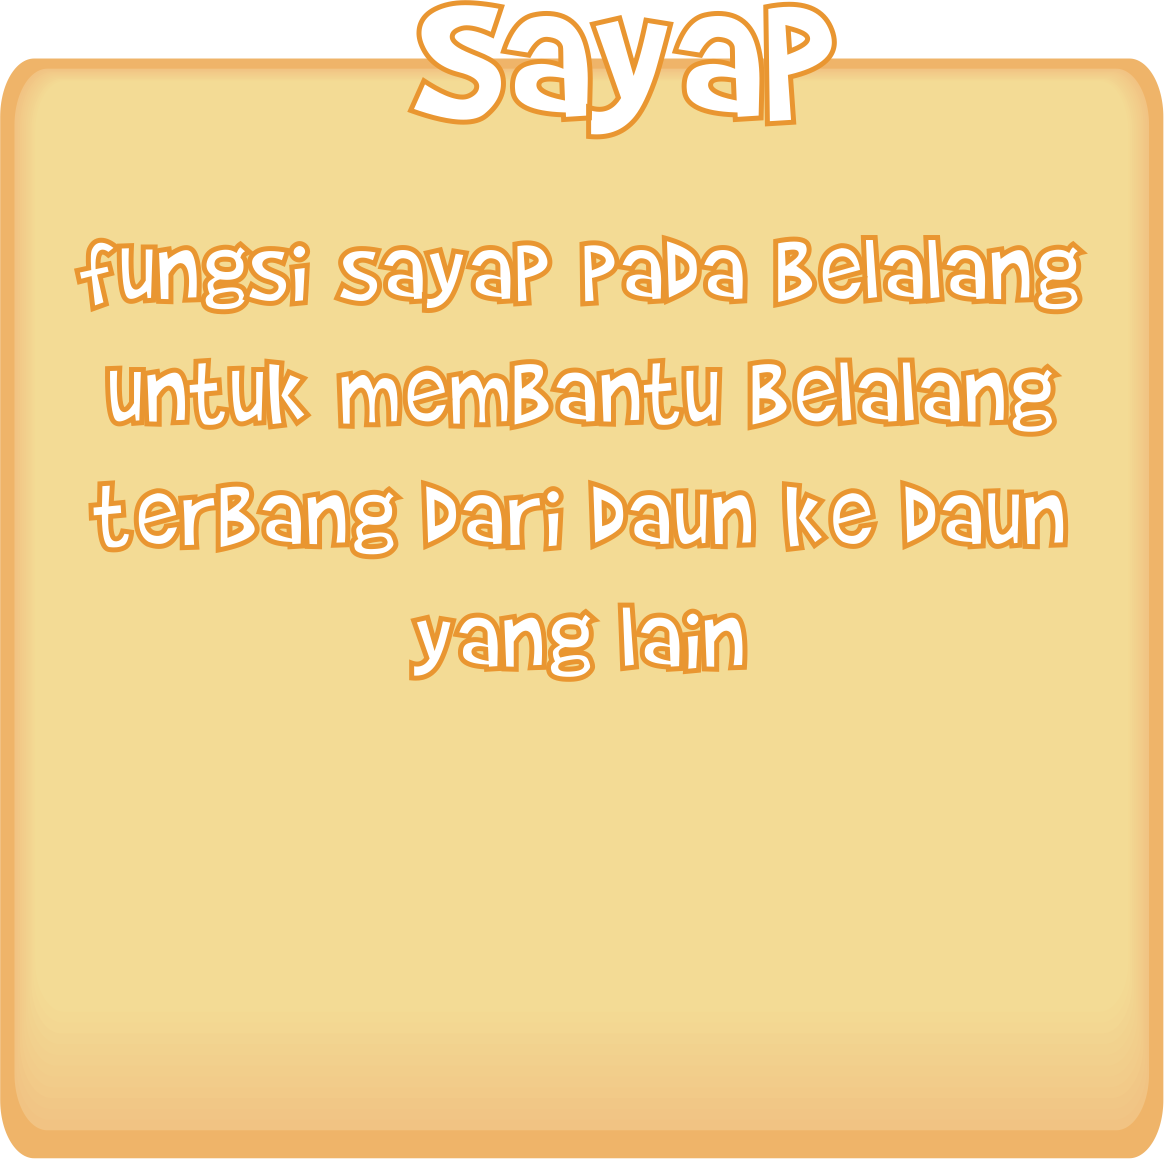 Sayap
fungsi sayap pada belalang
untuk membantu belalang
terbang dari daun ke daun
yang lain